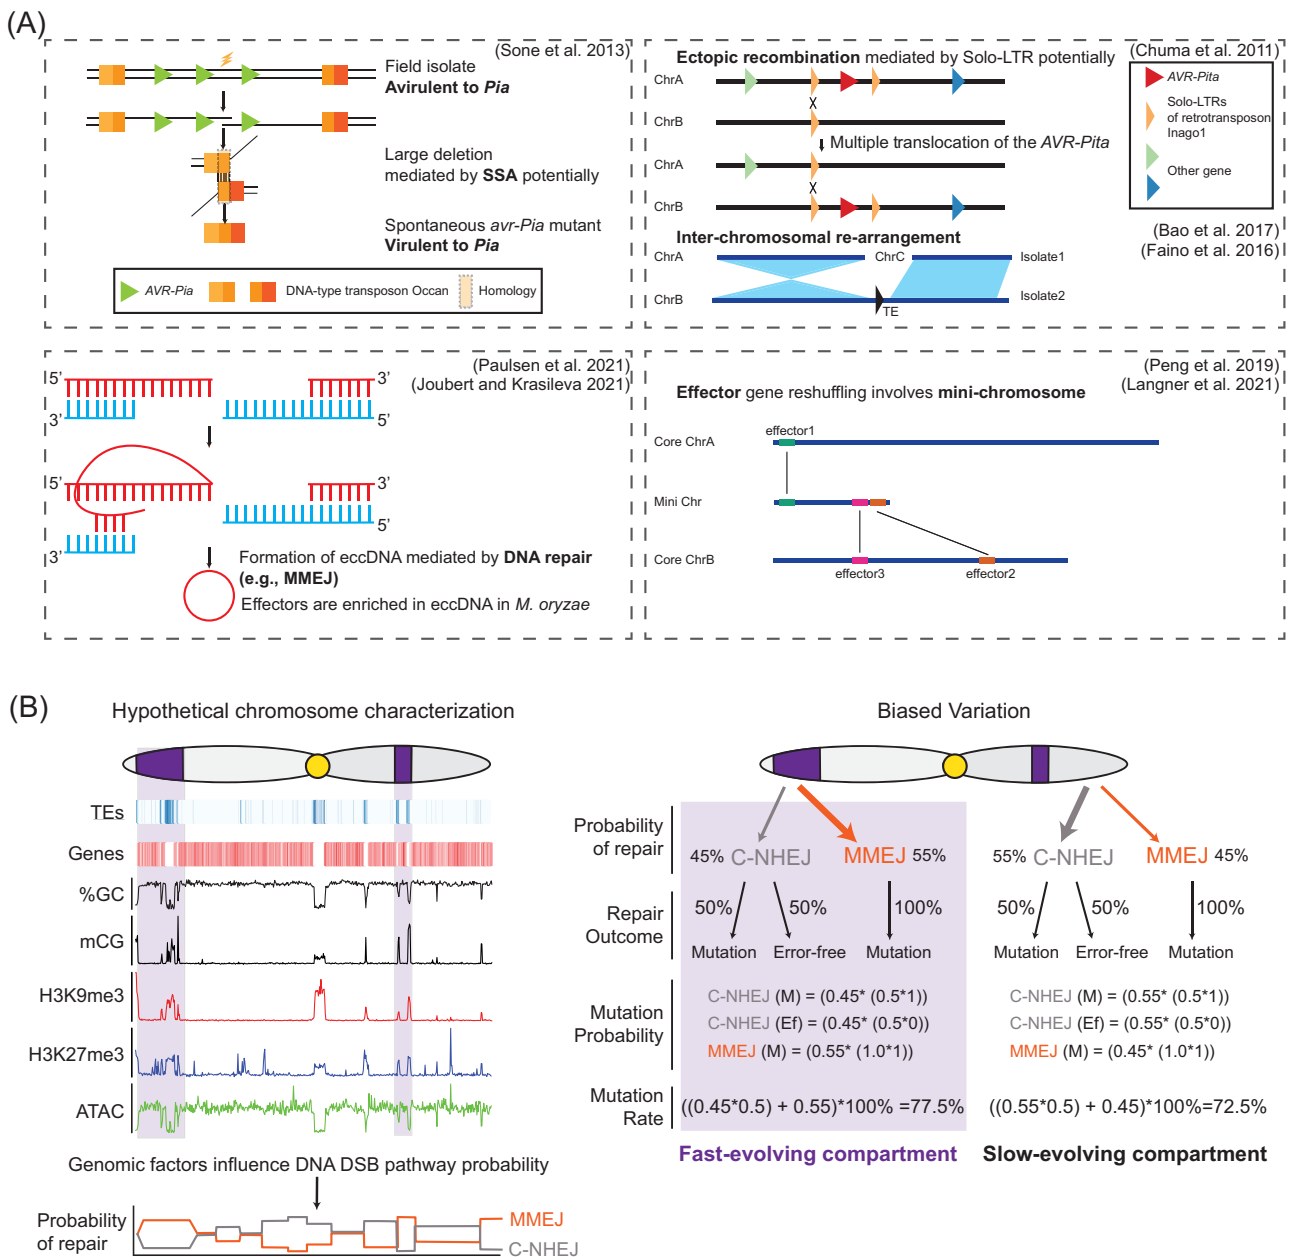 (A)
(Sone et al. 2013)
Field isolate
Avirulent to Pia
Large deletion
mediated by SSA potentially
Spontaneous avr-Pia mutant
Virulent to Pia
AVR-Pia
DNA-type transposon Occan
Homology
Ectopic recombination mediated by Solo-LTR potentially
(Chuma et al. 2011)
ChrA
X
ChrB
Multiple translocation of the AVR-Pita
ChrA
X
ChrB
AVR-Pita
Solo-LTRs
of retrotransposon
Inago1
Other gene
(Bao et al. 2017)
(Faino et al. 2016)
Inter-chromosomal re-arrangement
ChrA
ChrC
Isolate1
ChrB
Isolate2
TE
(Paulsen et al. 2021)
(Joubert and Krasileva 2021)
5’
3’
3’
5’
5’
3’
5’
3’
Formation of eccDNA mediated by DNA repair
(e.g., MMEJ)
Effectors are enriched in eccDNA in M. oryzae
(Peng et al. 2019)
(Langner et al. 2021)
Effector gene reshuffling involves mini-chromosome
effector1
Core ChrA
Mini Chr
Core ChrB
effector3
effector2
(B)
Hypothetical chromosome characterization
TEs
Genes
%GC
mCG
H3K9me3
H3K27me3
ATAC
Genomic factors influence DNA DSB pathway probability
Probability
of repair
MMEJ
C-NHEJ
Biased Variation
Probability
of repair
45% C-NHEJ MMEJ 55%
55% C-NHEJ MMEJ 45%
Repair
Outcome
50% 50% 100%
50% 50% 100%
Mutation Error-free Mutation
Mutation Error-free Mutation
Mutation
Probability
C-NHEJ (M) = (0.45* (0.5*1))
C-NHEJ (Ef) = (0.45* (0.5*0))
MMEJ (M) = (0.55* (1.0*1))
C-NHEJ (M) = (0.55* (0.5*1))
C-NHEJ (Ef) = (0.55* (0.5*0))
MMEJ (M) = (0.45* (1.0*1))
Mutation
Rate
((0.45*0.5) + 0.55)*100% =77.5%
((0.55*0.5) + 0.45)*100%=72.5%
Fast-evolving compartment
Slow-evolving compartment